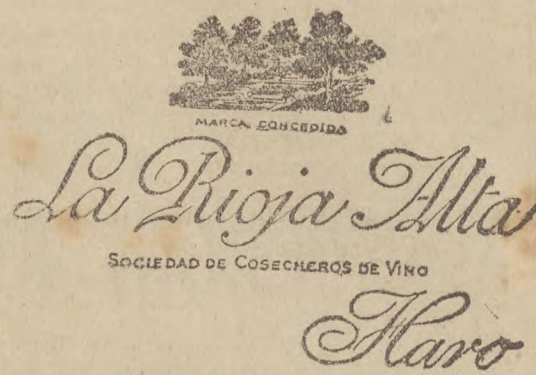 MARCA CONCEDIDA
La Rioja Alta
SOCIEDAD DE COSECHEROS DE VINO
Haro